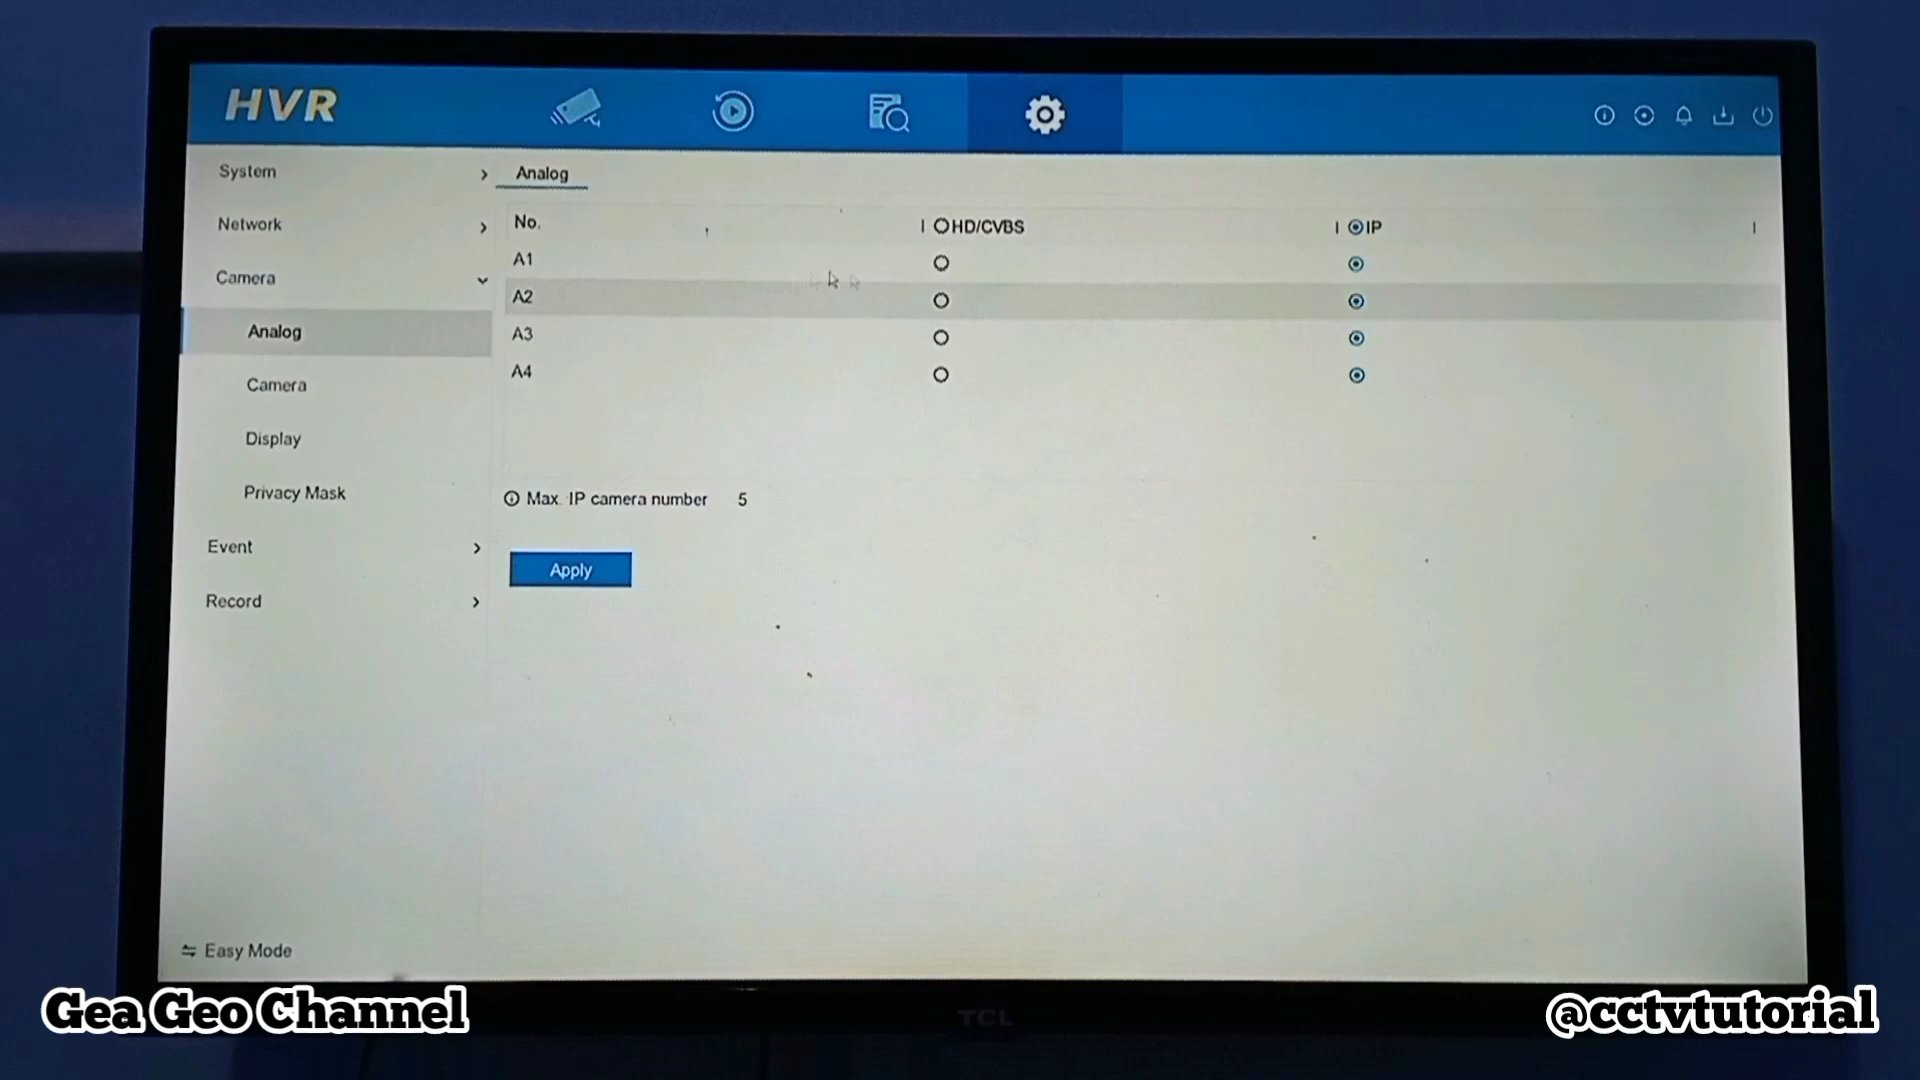 HVR
System
Network
Camera
Analog
Camera
Display
Privacy Mask
Event
Record
Easy Mode
Analog
No. HD/CVBS IP
A1
A2
A3
A4
Max. IP camera number 5
Apply
TCL
Gea Geo Channel
@cctvtutorial